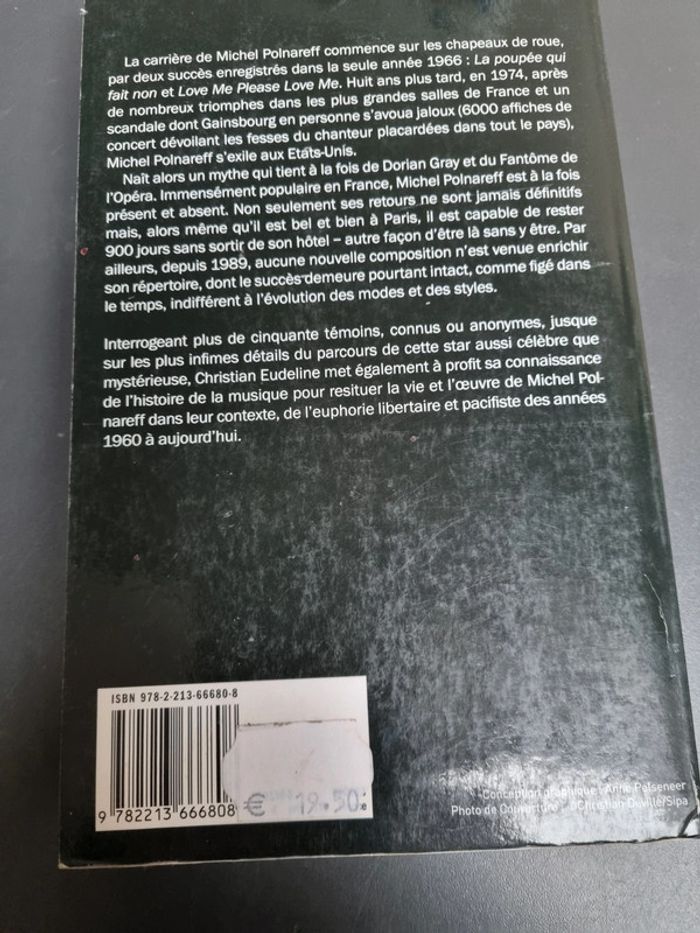 La carrière de Michel Polnareff commence sur les chapeaux de roue,
par deux succès enregistrés dans la seule année 1966 : La poupée qui
fait non et Love Me Please Love Me. Huit ans plus tard, en 1974, après
de nombreux triomphes dans les plus grandes salles de France et un
scandale dont Gainsbourg en personne s'avoua jaloux (6000 affiches de
concert dévoilant les fesses du chanteur placardées dans tout le pays),
Michel Polnareff s'exile aux Etats-Unis.
Naît alors un mythe qui tient à la fois de Dorian Gray et du Fantôme de
l'Opéra. Immensément populaire en France, Michel Polnareff est à la fois
présent et absent. Non seulement ses retours ne sont jamais définitifs
mais, alors même qu'il est bel et bien à Paris, il est capable de rester
900 jours sans sortir de son hôtel – autre façon d'être là sans y être. Par
ailleurs, depuis 1989, aucune nouvelle composition n'est venue enrichir
son répertoire, dont le succès demeure pourtant intact, comme figé dans
le temps, indifférent à l'évolution des modes et des styles.
Interrogeant plus de cinquante témoins, connus ou anonymes, jusque
sur les plus infimes détails du parcours de cette star aussi célèbre que
mystérieuse, Christian Eudeline met également à profit sa connaissance
de l'histoire de la musique pour resituer la vie et l'œuvre de Michel Pol-
nareff dans leur contexte, de l'euphorie libertaire et pacifiste des années
1960 à aujourd'hui.
ISBN 978-2-213-66680-8
9 782213 666808
€ 19.50
Conception graphique : Anne Pelseneer
Photo de Couverture : ©Christian Deville/Sipa